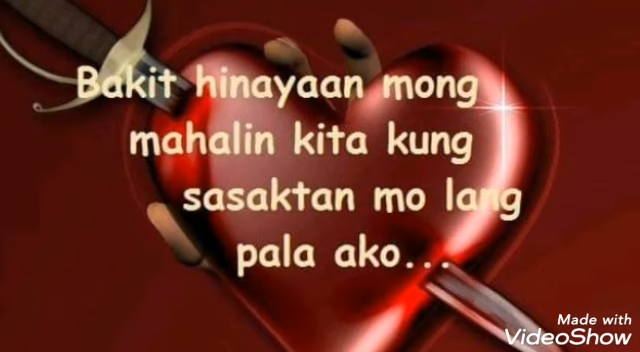 Bakit hinayaan mong
mahalin kita kung
sasaktan mo lang
pala ako...
Made with
VideoShow